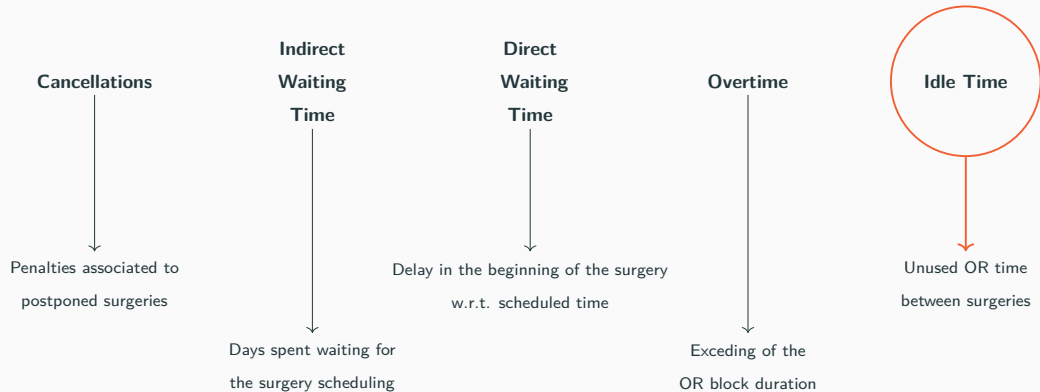 Cancellations
Indirect
Waiting
Time
Direct
Waiting
Time
Overtime
Idle Time
Penalties associated to
postponed surgeries
Days spent waiting for
the surgery scheduling
Delay in the beginning of the surgery
w.r.t. scheduled time
Exceding of the
OR block duration
Unused OR time
between surgeries